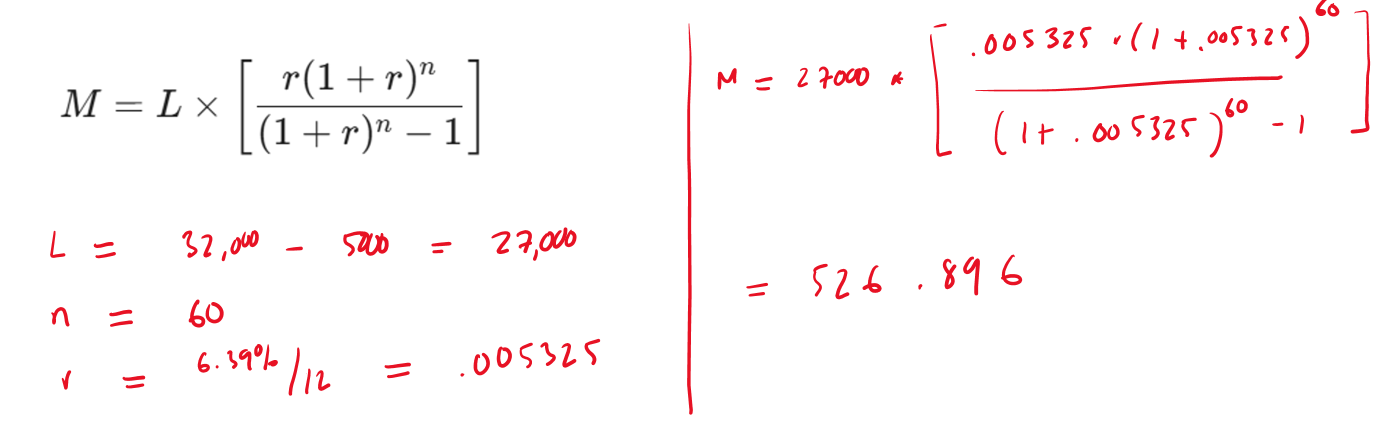 M = L × [ r(1 + r)^n / (1 + r)^n − 1 ]
L = 32,000 - 5000 = 27,000
n = 60
r = 6.39% / 12 = .005325
M = 27000 * [ .005325 * (1 + .005325)^60 / (1 + .005325)^60 - 1 ]
= 526.896